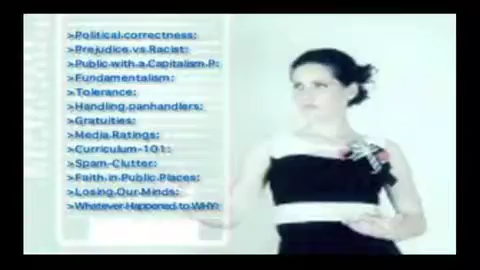 >Political correctness:
>Prejudice vs Racist:
>Public with a Capitalism P:
>Fundamentalism:
>Tolerance:
>Handling panhandlers:
>Gratuities:
>Media Ratings:
>Curriculum-101:
>Spam-Clutter:
>Faith in Public Places:
>Losing Our Minds:
>Whatever Happened to WHY: